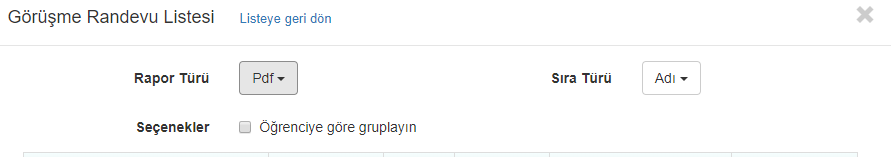 Görüşme Randevu Listesi Listeye geri dön
Rapor Türü Pdf Sıra Türü Adı
Seçenekler Öğrenciye göre gruplayın